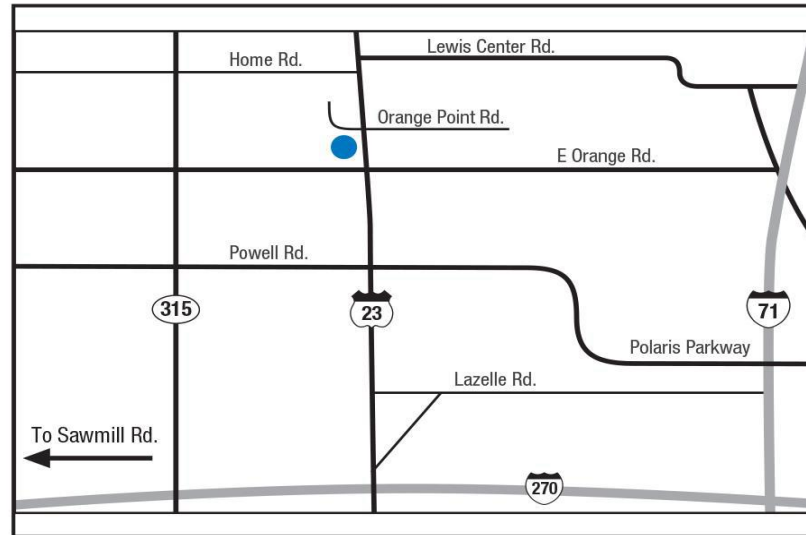 Lewis Center Rd.
Home Rd.
Orange Point Rd.
E Orange Rd.
Powell Rd.
315
23
71
Polaris Parkway
Lazelle Rd.
To Sawmill Rd.
270